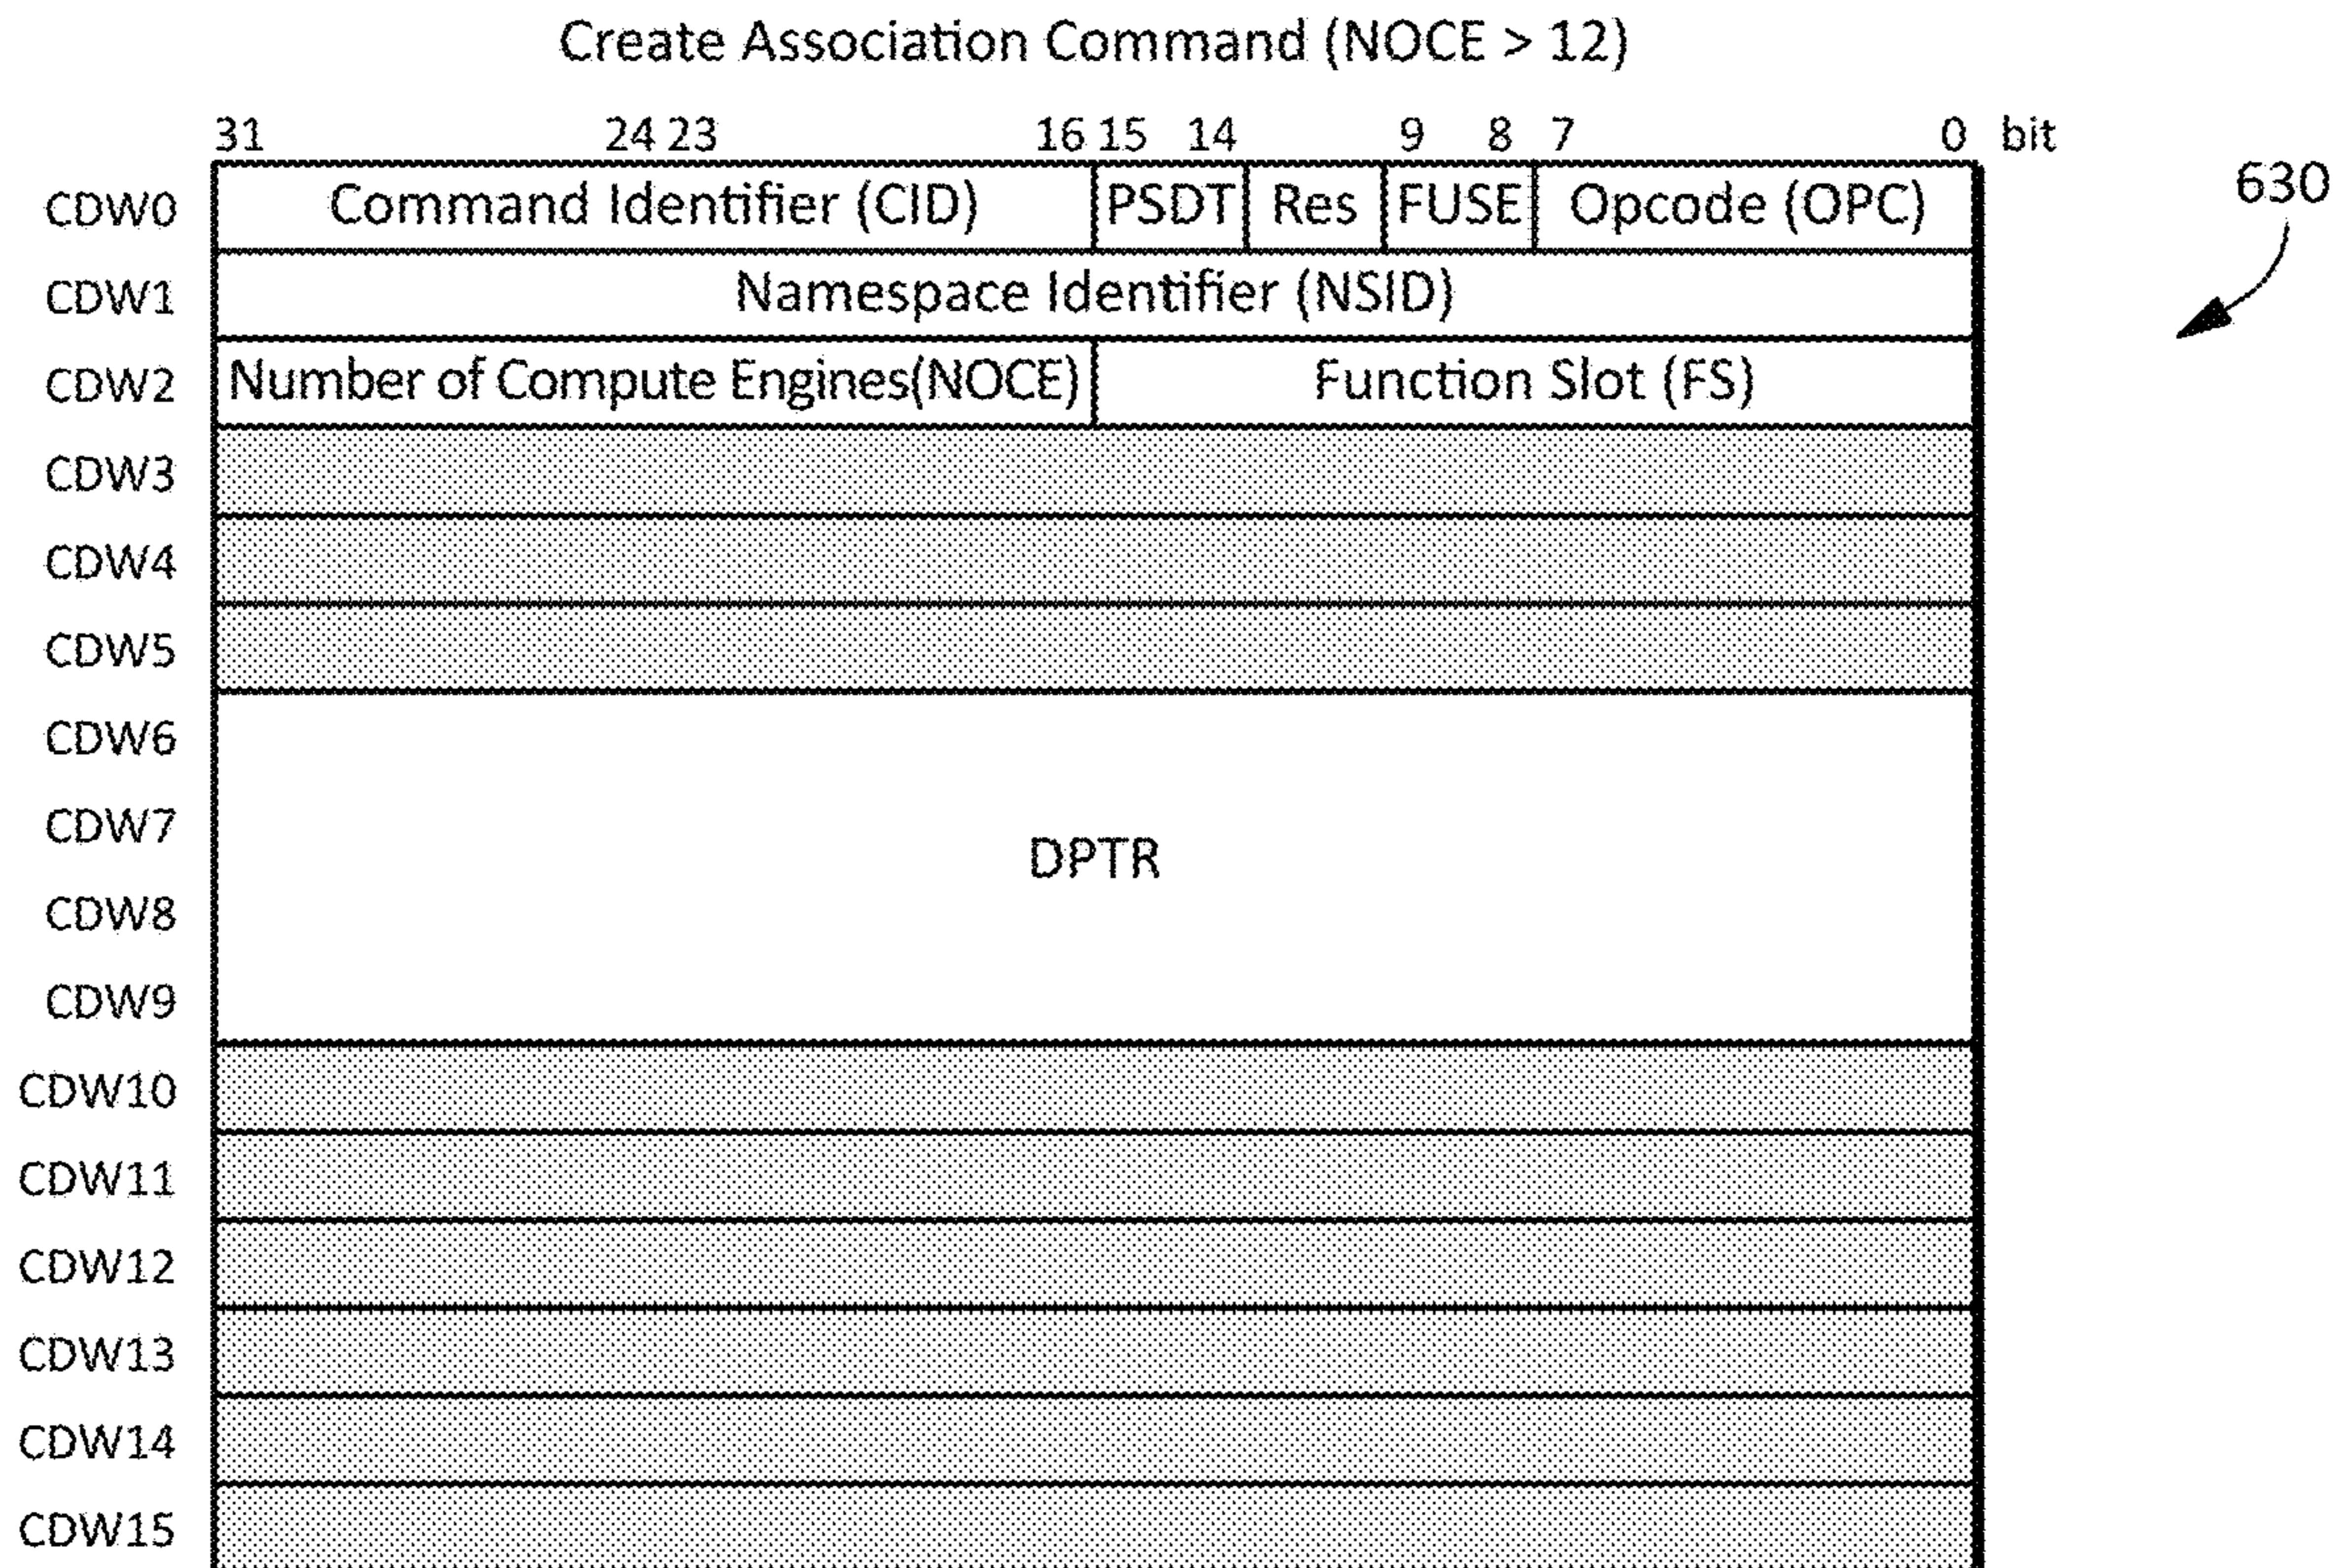 Create Association Command (NOCE > 12)
31 24 23 16 15 14 9 8 7 0 bit
630
CDW0 Command Identifier (CID) PSDT Res FUSE Opcode (OPC)
CDW1 Namespace Identifier (NSID)
CDW2 Number of Compute Engines(NOCE) Function Slot (FS)
CDW3
CDW4
CDW5
CDW6
CDW7
DPTR
CDW8
CDW9
CDW10
CDW11
CDW12
CDW13
CDW14
CDW15